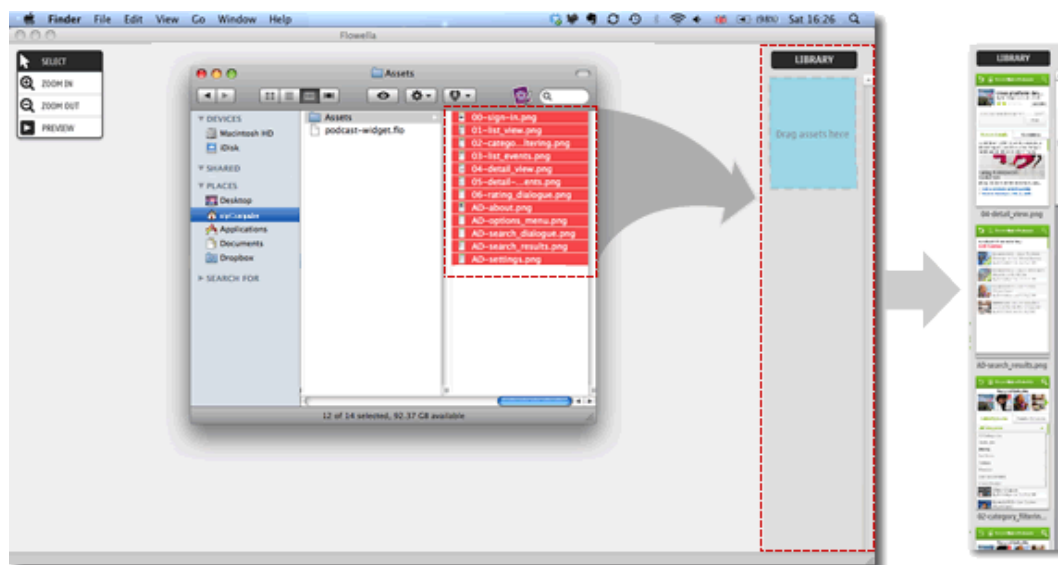 Finder File Edit View Go Window Help
(98%) Sat 16:26
Flowella
SELECT
ZOOM IN
ZOOM OUT
PREVIEW
Assets
DEVICES
Macintosh HD
iDisk
SHARED
PLACES
Desktop
myComputer
Applications
Documents
Dropbox
SEARCH FOR
Assets
podcast-widget.flo
00-sign-in.png
01-list_view.png
02-catego...ltering.png
03-list_events.png
04-detail_view.png
05-detail-...ents.png
06-rating_dialogue.png
AD-about.png
AD-options_menu.png
AD-search_dialogue.png
AD-search_results.png
AD-settings.png
12 of 14 selected, 92.37 GB available
LIBRARY
Drag assets here
LIBRARY
04-detail_view.png
AD-search_results.png
02-category_filterin...